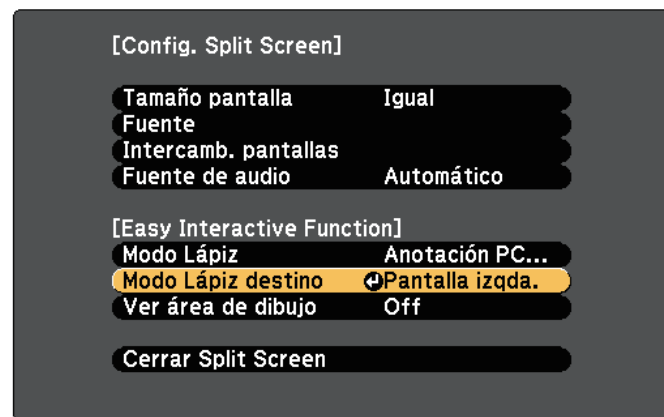 [Config. Split Screen]
Tamaño pantalla Igual
Fuente
Intercamb. pantallas
Fuente de audio Automático
[Easy Interactive Function]
Modo Lápiz Anotación PC...
Modo Lápiz destino Pantalla izqda.
Ver área de dibujo Off
Cerrar Split Screen